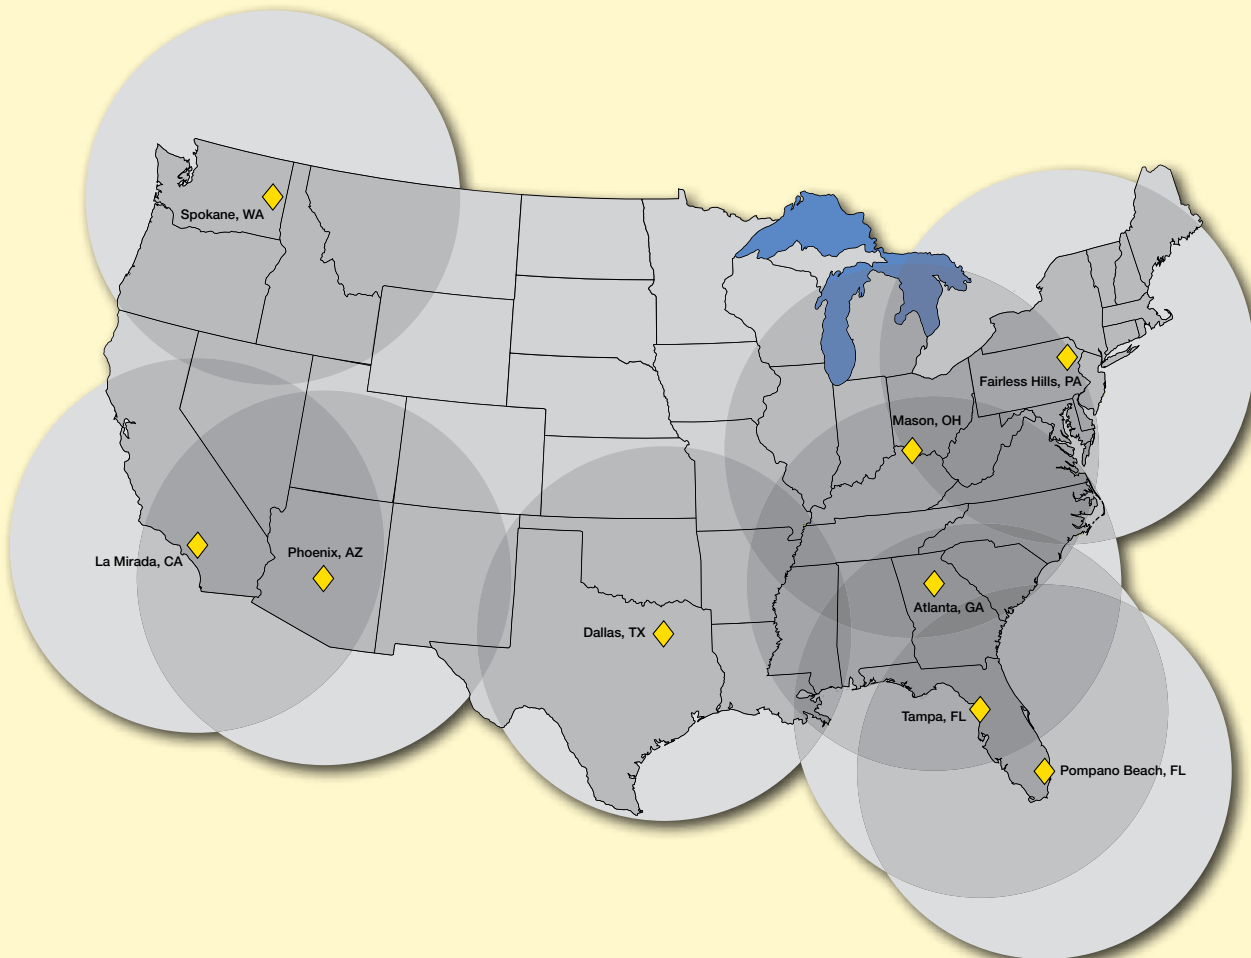 Spokane, WA
Fairless Hills, PA
Mason, OH
Phoenix, AZ
La Mirada, CA
Atlanta, GA
Dallas, TX
Tampa, FL
Pompano Beach, FL